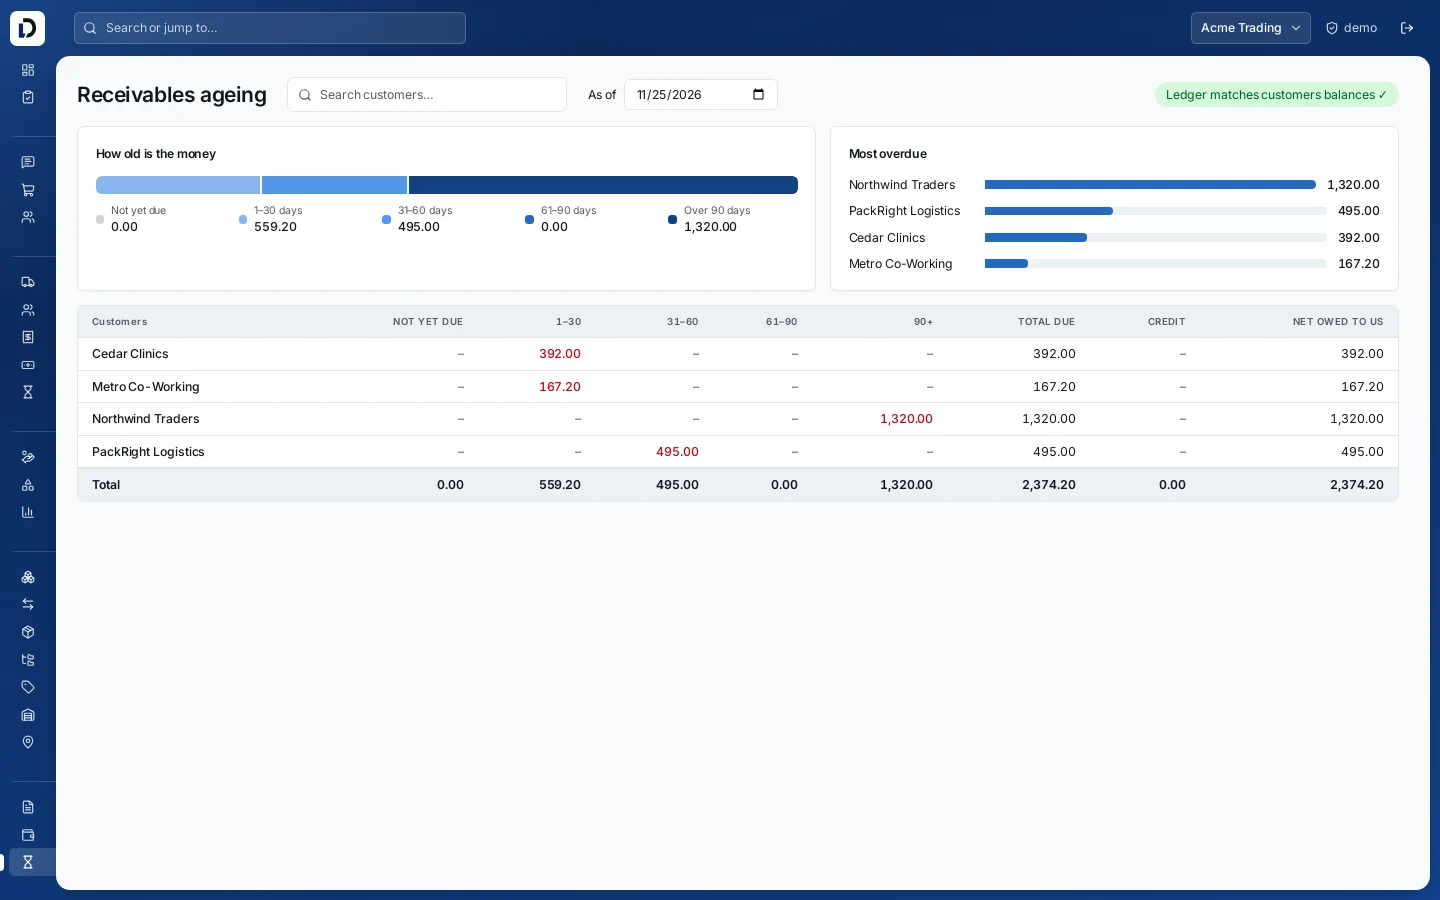 D
Search or jump to...
Acme Trading
demo
Receivables ageing
Search customers...
As of
11/25/2026
Ledger matches customers balances ✓
How old is the money
Not yet due
0.00
1–30 days
559.20
31–60 days
495.00
61–90 days
0.00
Over 90 days
1,320.00
Most overdue
Northwind Traders 1,320.00
PackRight Logistics 495.00
Cedar Clinics 392.00
Metro Co-Working 167.20
Customers NOT YET DUE 1–30 31–60 61–90 90+ TOTAL DUE CREDIT NET OWED TO US
Cedar Clinics – 392.00 – – – 392.00 – 392.00
Metro Co-Working – 167.20 – – – 167.20 – 167.20
Northwind Traders – – – – 1,320.00 1,320.00 – 1,320.00
PackRight Logistics – – 495.00 – – 495.00 – 495.00
Total 0.00 559.20 495.00 0.00 1,320.00 2,374.20 0.00 2,374.20